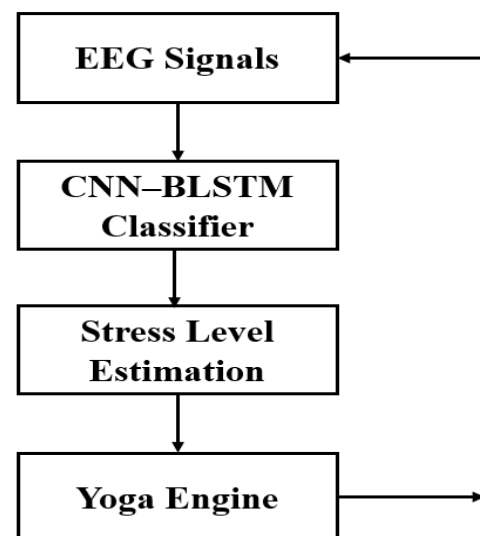 EEG Signals
CNN–BLSTM
Classifier
Stress Level
Estimation
Yoga Engine